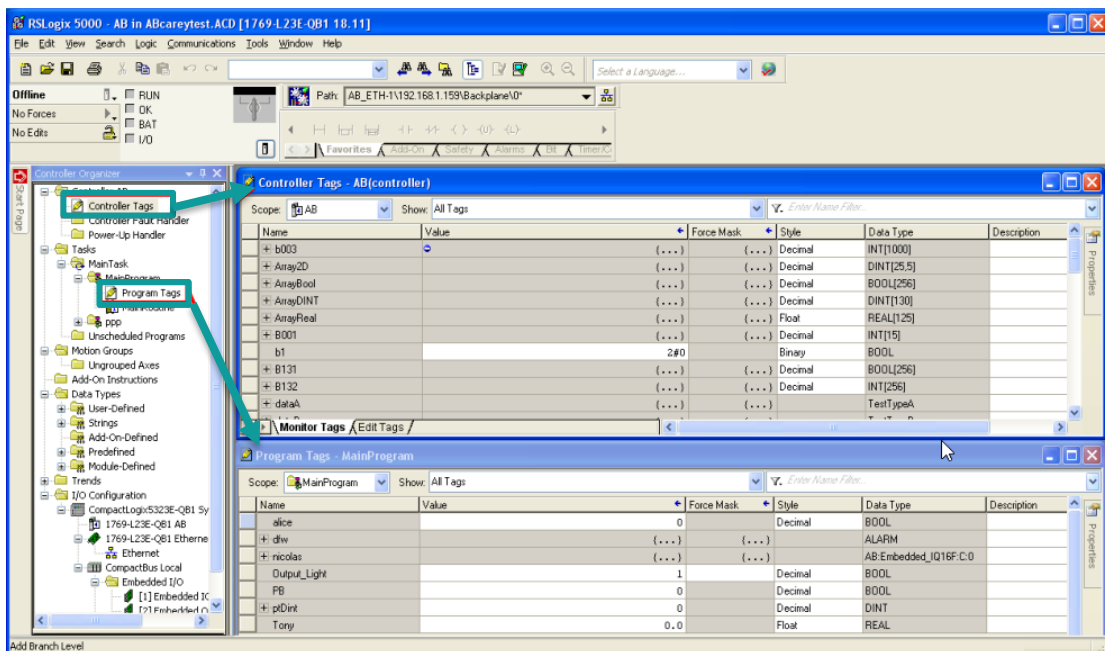 RSLogix 5000 - AB in ABcareytest.ACD [1769-L23E-QB1 18.11]
File Edit View Search Logic Communications Tools Window Help
Select a Language...
Offline
RUN
Path: AB_ETH-1\192.168.1.159\Backplane\0*
No Forces
OK
No Edits
BAT
I/O
Favorites Add-On Safety Alarms Bit Timer/C
Start Page
Controller Organizer
Controller Tags
Controller Fault Handler
Power-Up Handler
Tasks
MainTask
MainProgram
Program Tags
MainRoutine
ppp
Unscheduled Programs
Motion Groups
Ungrouped Axes
Add-On Instructions
Data Types
User-Defined
Strings
Add-On-Defined
Predefined
Module-Defined
Trends
I/O Configuration
CompactLogix5323E-QB1 Sy
1769-L23E-QB1 AB
1769-L23E-QB1 Etherne
Ethernet
CompactBus Local
Embedded I/O
[1] Embedded IQ
[2] Embedded O
Controller Tags - AB(controller)
Scope: AB Show: All Tags Enter Name Filter...
Name Value Force Mask Style Data Type Description
b003 {...} {...} Decimal INT[1000]
Array2D {...} {...} Decimal DINT[25,5]
ArrayBool {...} {...} Decimal BOOL[256]
ArrayDINT {...} {...} Decimal DINT[130]
ArrayReal {...} {...} Float REAL[125]
B001 {...} {...} Decimal INT[15]
b1 2#0 Binary BOOL
B131 {...} {...} Decimal BOOL[256]
B132 {...} {...} Decimal INT[256]
dataA {...} {...} TestTypeA
Monitor Tags Edit Tags
Properties
Program Tags - MainProgram
Scope: MainProgram Show: All Tags Enter Name Filter...
Name Value Force Mask Style Data Type Description
alice 0 Decimal BOOL
dfw {...} {...} ALARM
nicolas {...} {...} AB:Embedded_IQ16F:C:0
Output_Light 1 Decimal BOOL
PB 0 Decimal BOOL
ptDint 0 Decimal DINT
Tony 0.0 Float REAL
Properties
Add Branch Level